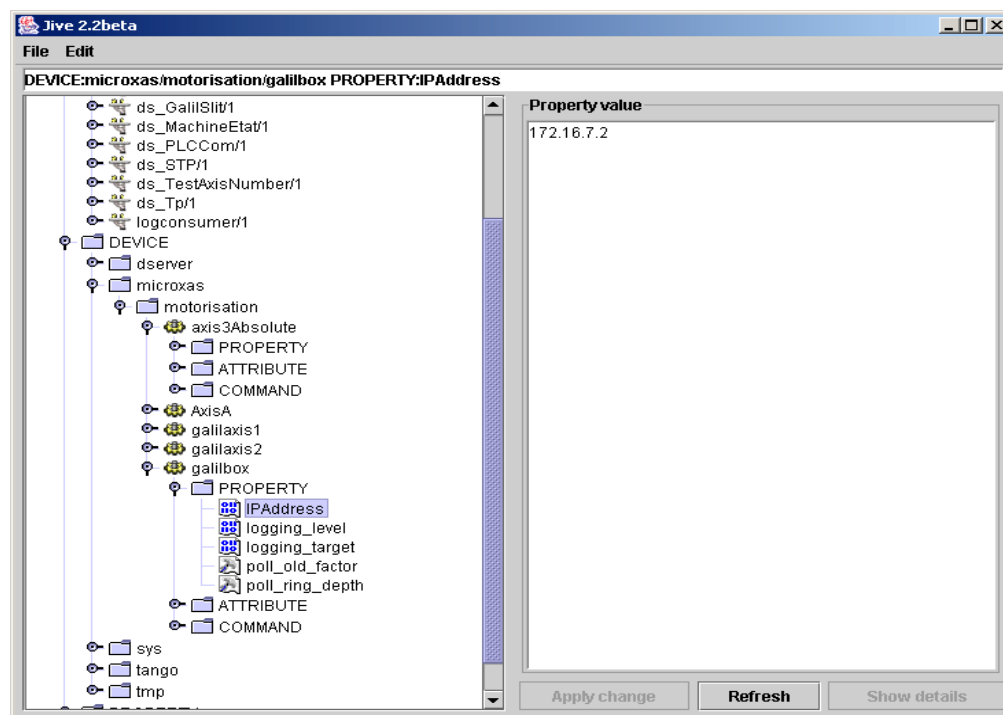 Jive 2.2beta
File Edit
DEVICE:microxas/motorisation/galilbox PROPERTY:IPAddress
ds_GalilSlit/1
ds_MachineEtat/1
ds_PLCCom/1
ds_STP/1
ds_TestAxisNumber/1
ds_Tp/1
logconsumer/1
DEVICE
dserver
microxas
motorisation
axis3Absolute
PROPERTY
ATTRIBUTE
COMMAND
AxisA
galilaxis1
galilaxis2
galilbox
PROPERTY
IPAddress
logging_level
logging_target
poll_old_factor
poll_ring_depth
ATTRIBUTE
COMMAND
sys
tango
tmp
Property value
172.16.7.2
Apply change Refresh Show details